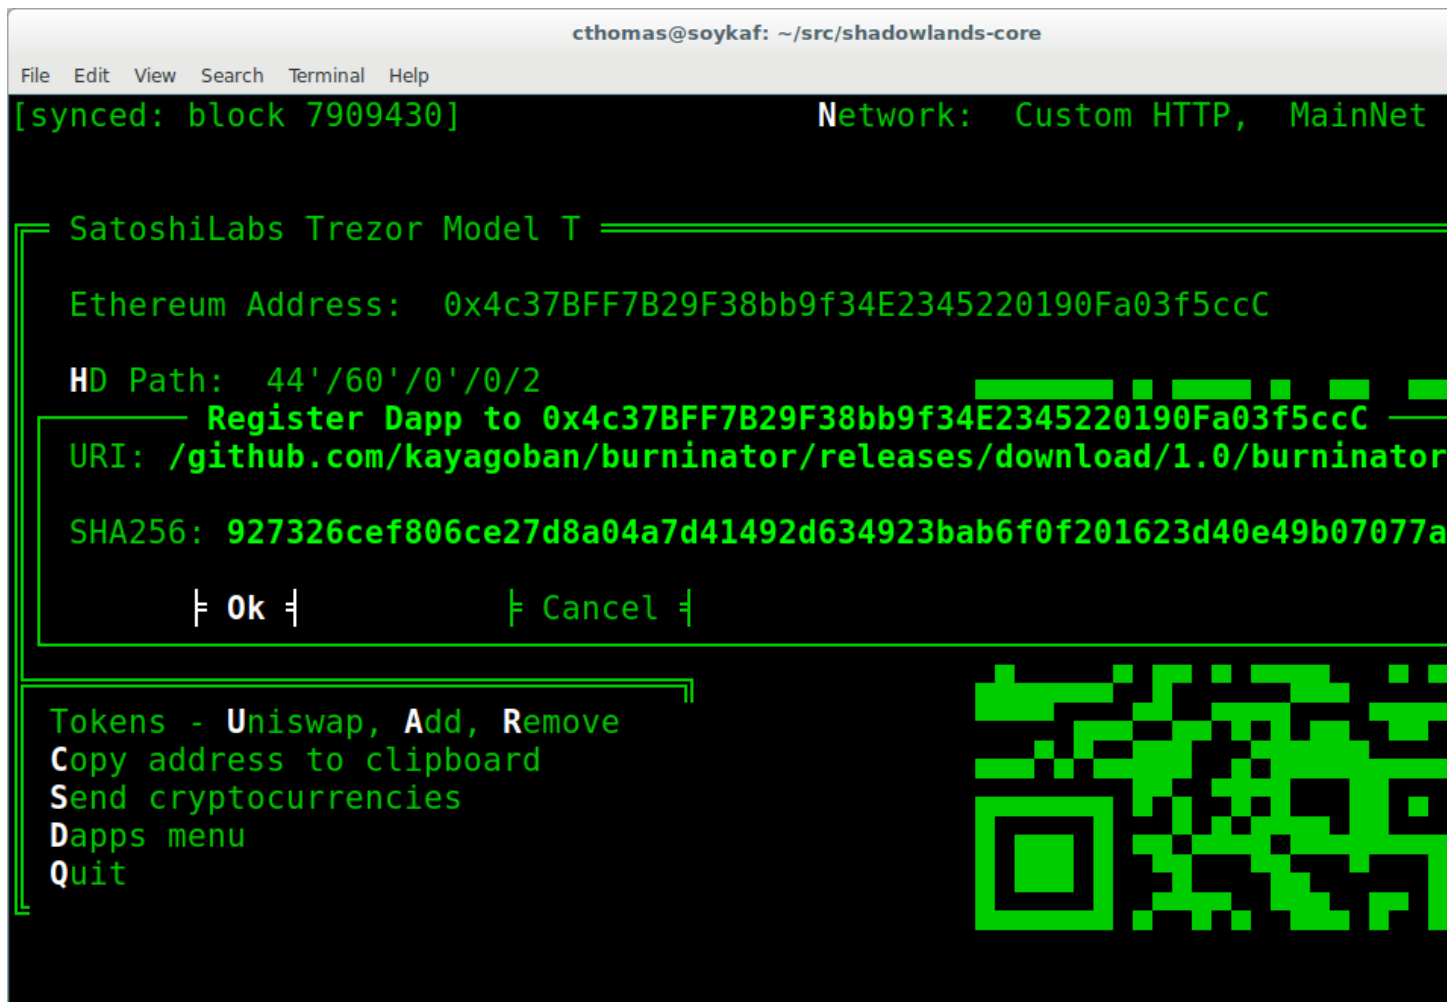 cthomas@soykaf: ~/src/shadowlands-core
File Edit View Search Terminal Help
[synced: block 7909430] Network: Custom HTTP, MainNet
SatoshiLabs Trezor Model T
Ethereum Address: 0x4c37BFF7B29F38bb9f34E2345220190Fa03f5ccC
HD Path: 44'/60'/0'/0/2
Register Dapp to 0x4c37BFF7B29F38bb9f34E2345220190Fa03f5ccC
URI: /github.com/kayagoban/burninator/releases/download/1.0/burninator
SHA256: 927326cef806ce27d8a04a7d41492d634923bab6f0f201623d40e49b07077a
Ok Cancel
Tokens - Uniswap, Add, Remove
Copy address to clipboard
Send cryptocurrencies
Dapps menu
Quit